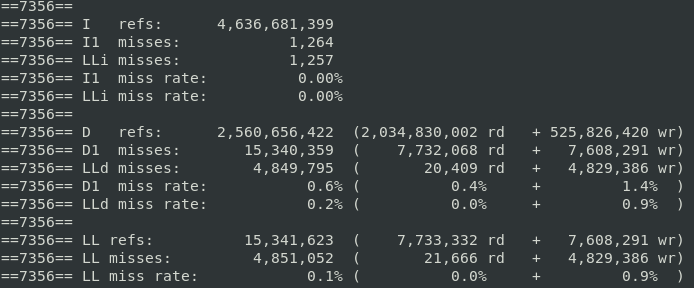 ==7356==
==7356== I   refs:      4,636,681,399
==7356== I1  misses:            1,264
==7356== LLi misses:            1,257
==7356== I1  miss rate:          0.00%
==7356== LLi miss rate:          0.00%
==7356==
==7356== D   refs:      2,560,656,422  (2,034,830,002 rd   + 525,826,420 wr)
==7356== D1  misses:       15,340,359  (    7,732,068 rd   +   7,608,291 wr)
==7356== LLd misses:        4,849,795  (       20,409 rd   +   4,829,386 wr)
==7356== D1  miss rate:           0.6% (          0.4%     +         1.4%  )
==7356== LLd miss rate:           0.2% (          0.0%     +         0.9%  )
==7356==
==7356== LL refs:          15,341,623  (    7,733,332 rd   +   7,608,291 wr)
==7356== LL misses:         4,851,052  (       21,666 rd   +   4,829,386 wr)
==7356== LL miss rate:            0.1% (          0.0%     +         0.9%  )